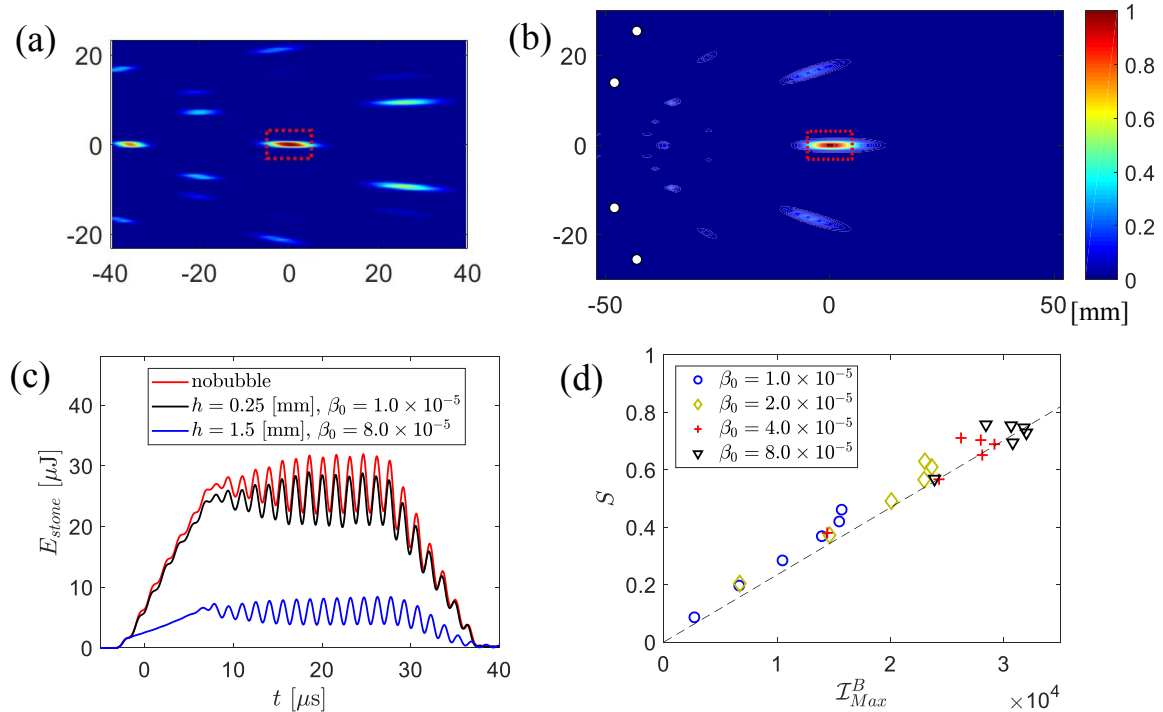 (a)
20
0
-20
-40
-20
0
20
40
(b)
20
0
-20
-50
0
50
1
0.8
0.6
0.4
0.2
0
[mm]
(c)
nobubble
h = 0.25 [mm], β₀ = 1.0 × 10⁻⁵
h = 1.5 [mm], β₀ = 8.0 × 10⁻⁵
E_stone [μJ]
40
30
20
10
0
0
10
20
30
40
t [μs]
(d)
β₀ = 1.0 × 10⁻⁵
β₀ = 2.0 × 10⁻⁵
β₀ = 4.0 × 10⁻⁵
β₀ = 8.0 × 10⁻⁵
S
1
0.8
0.6
0.4
0.2
0
0
1
2
3
×10⁴
𝓘ᴮ_Max